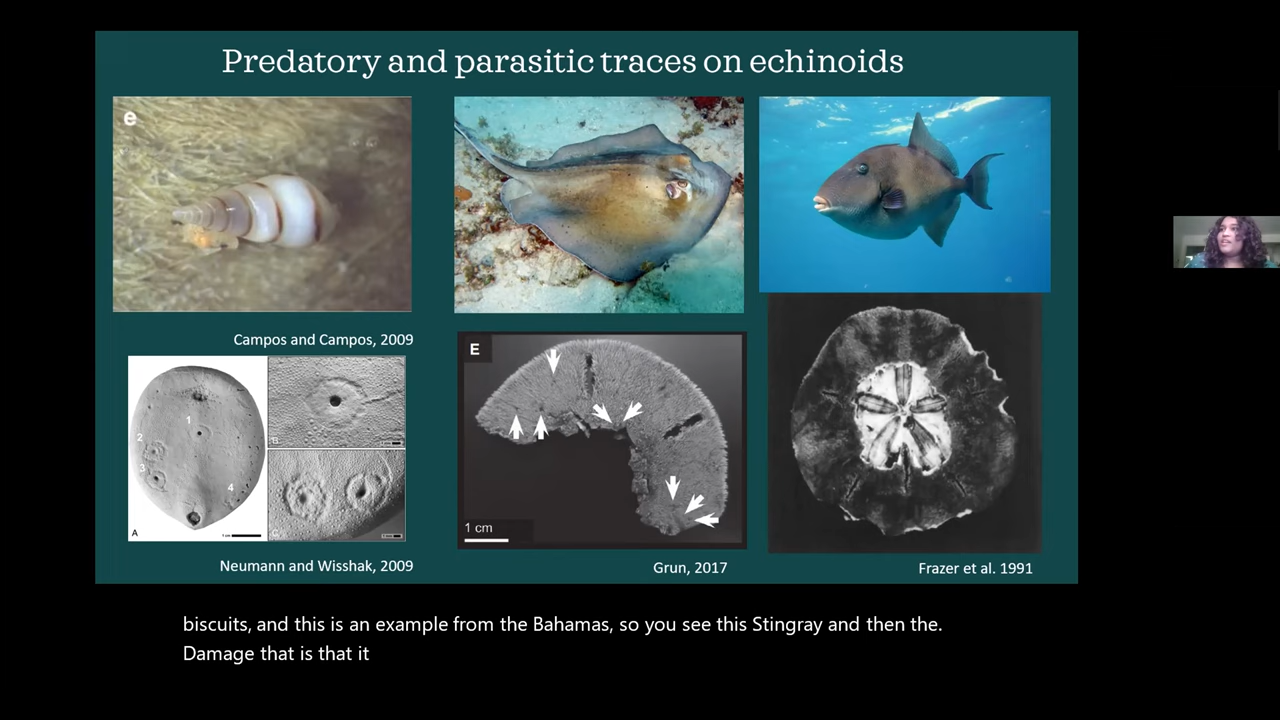 Predatory and parasitic traces on echinoids
e
Campos and Campos, 2009
1
2
3
4
A
B
Neumann and Wisshak, 2009
E
1 cm
Grun, 2017
Frazer et al. 1991
biscuits, and this is an example from the Bahamas, so you see this Stingray and then the.
Damage that is that it